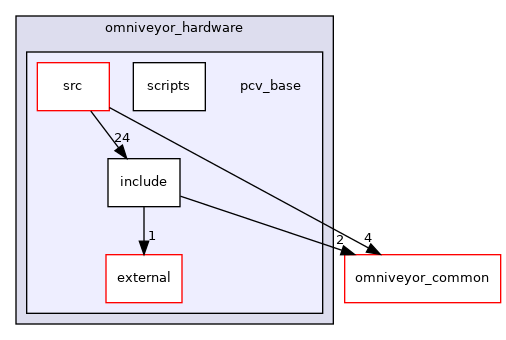 omniveyor_hardware
src
scripts
pcv_base
24
include
2
4
1
external
omniveyor_common